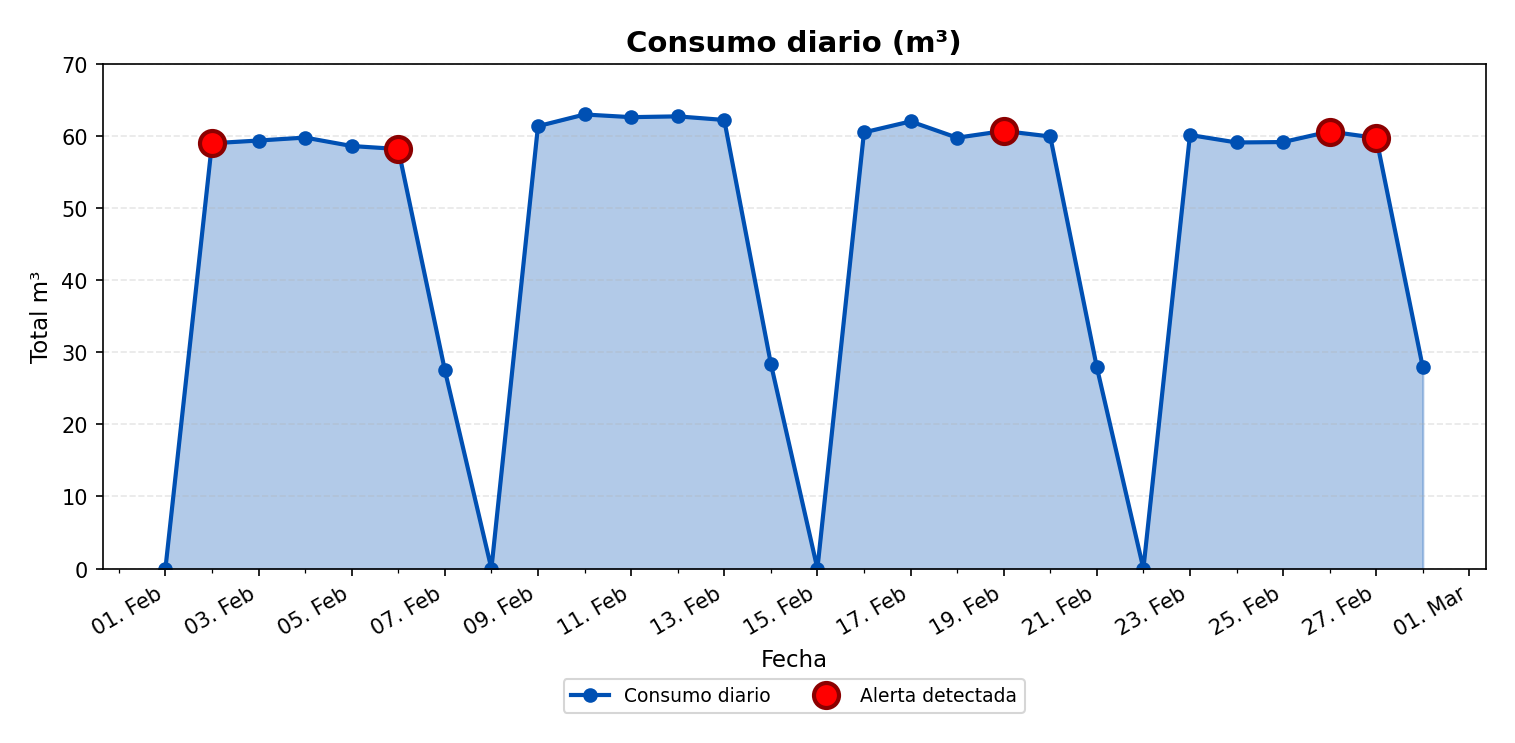 Consumo diario (m³)
Total m³
70
60
50
40
30
20
10
0
01. Feb
03. Feb
05. Feb
07. Feb
09. Feb
11. Feb
13. Feb
15. Feb
17. Feb
19. Feb
21. Feb
23. Feb
25. Feb
27. Feb
01. Mar
Fecha
Consumo diario
Alerta detectada